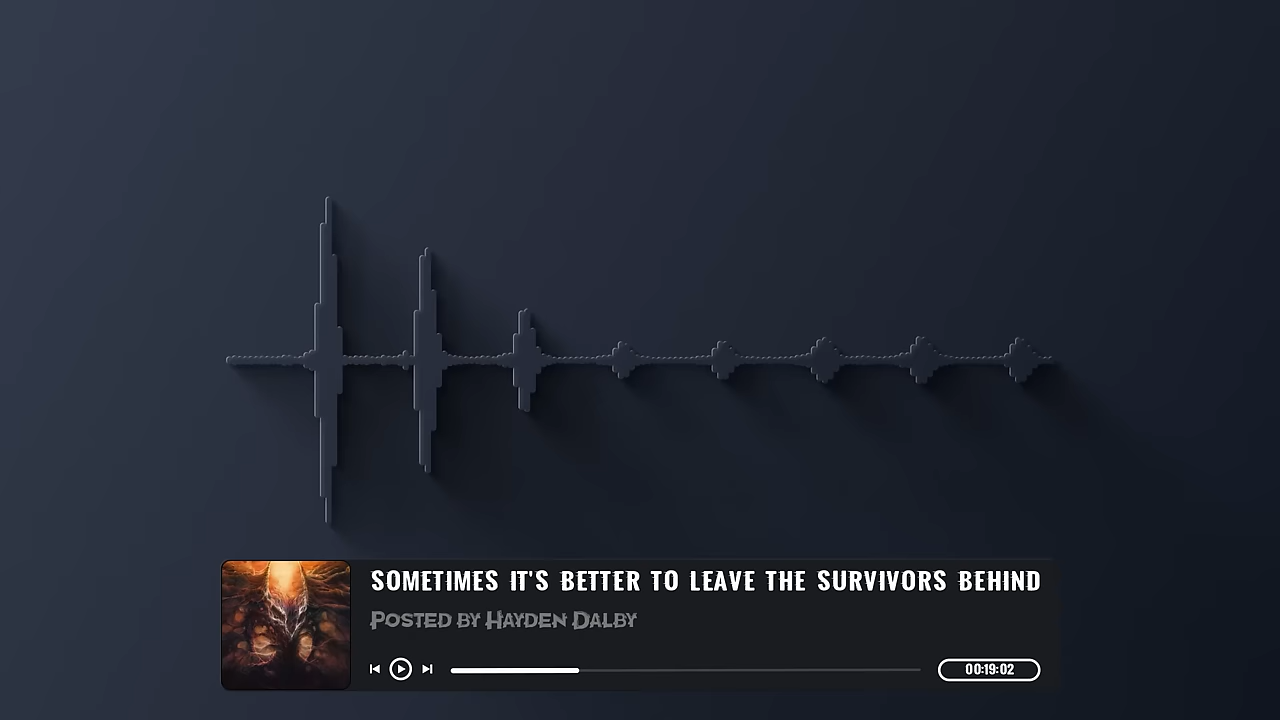 SOMETIMES IT'S BETTER TO LEAVE THE SURVIVORS BEHIND
POSTED BY HAYDEN DALBY
00:19:02